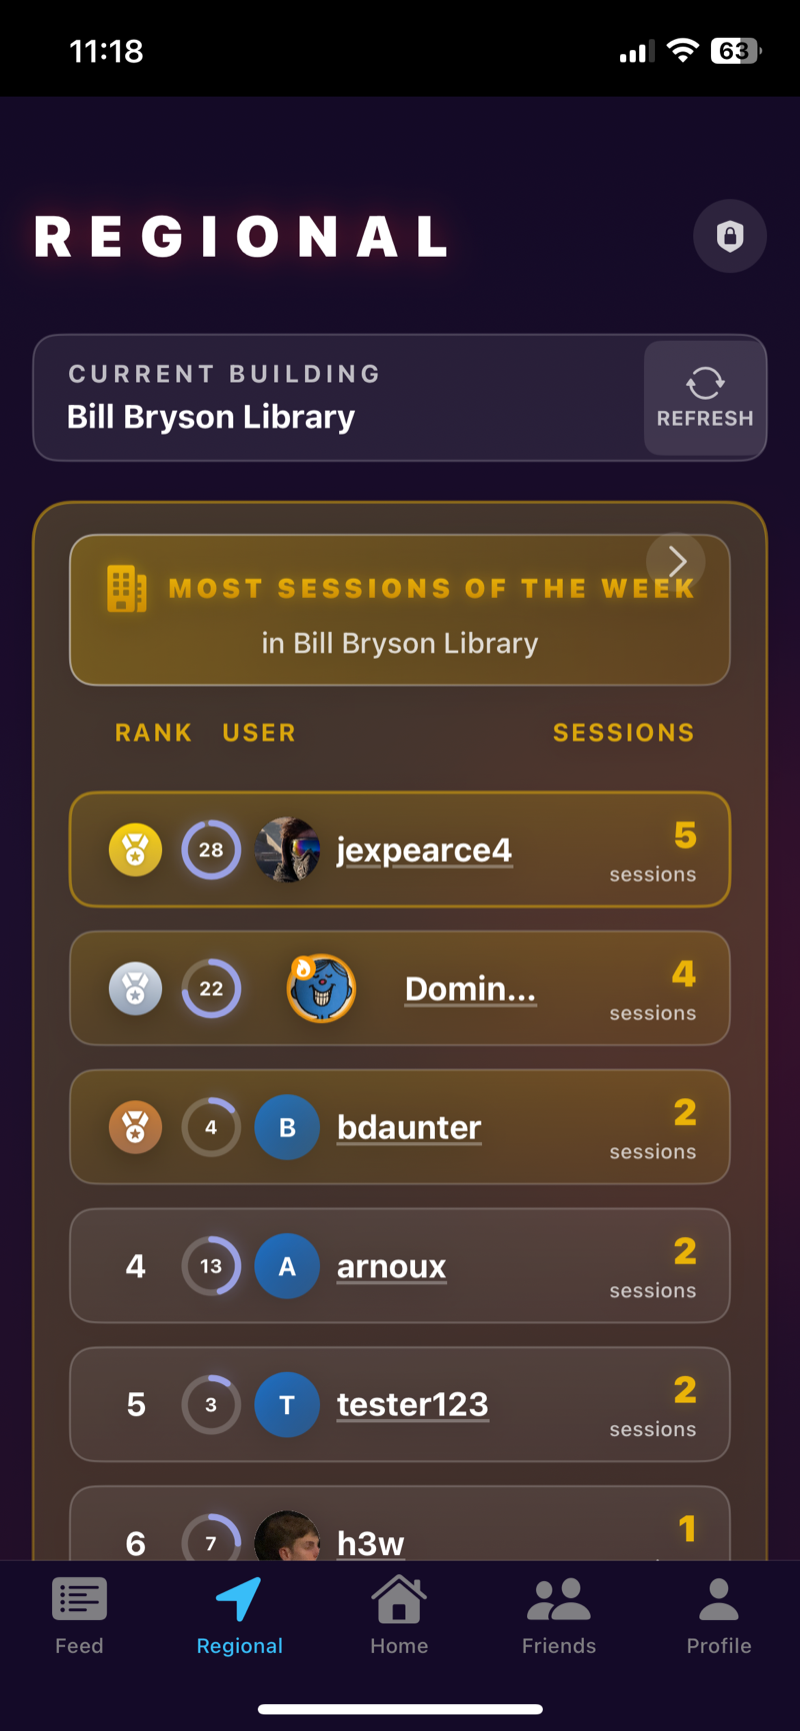 11:18
63
REGIONAL
CURRENT BUILDING
Bill Bryson Library
REFRESH
MOST SESSIONS OF THE WEEK
in Bill Bryson Library
RANK USER SESSIONS
28 jexpearce4 5
sessions
22 Domin... 4
sessions
4 B bdaunter 2
sessions
4 13 A arnoux 2
sessions
5 3 T tester123 2
sessions
6 7 h3w 1
Feed Regional Home Friends Profile